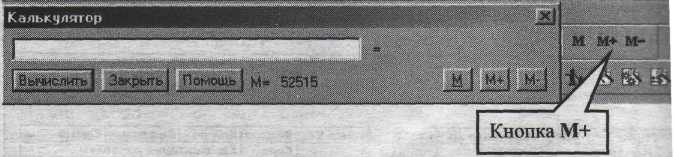 Калькулятор
=
М М+ М-
Вычислить Закрыть Помощь М= 52515 М М+ М-
Кнопка М+